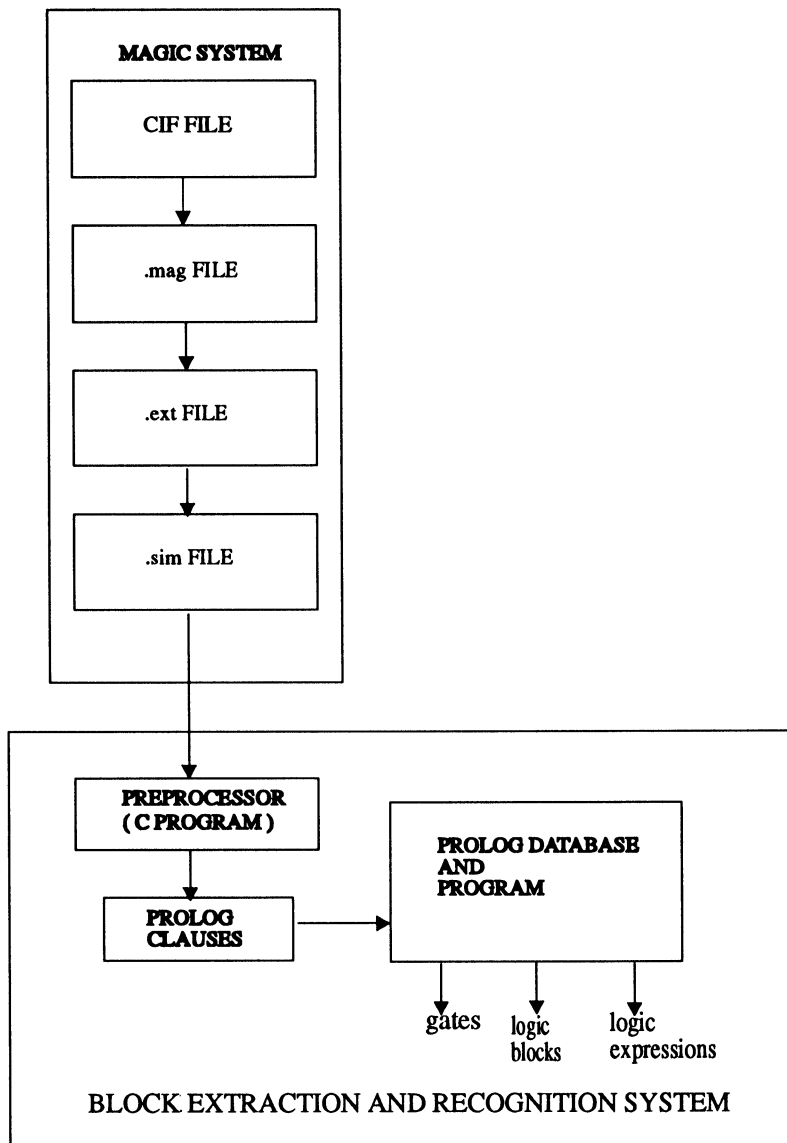 MAGIC SYSTEM
CIF FILE
.mag FILE
.ext FILE
.sim FILE
PREPROCESSOR
( C PROGRAM )
PROLOG
CLAUSES
PROLOG DATABASE
AND
PROGRAM
gates
logic
blocks
logic
expressions
BLOCK EXTRACTION AND RECOGNITION SYSTEM